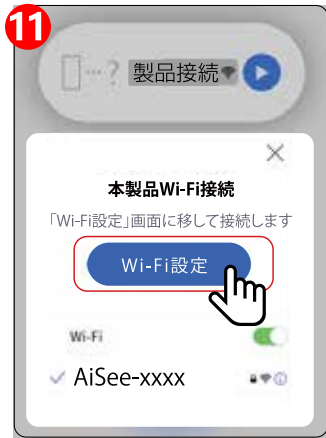 11
? 製品接続
本製品Wi-Fi接続
「Wi-Fi設定」画面に移して接続します
Wi-Fi設定
Wi-Fi
AiSee-xxxx